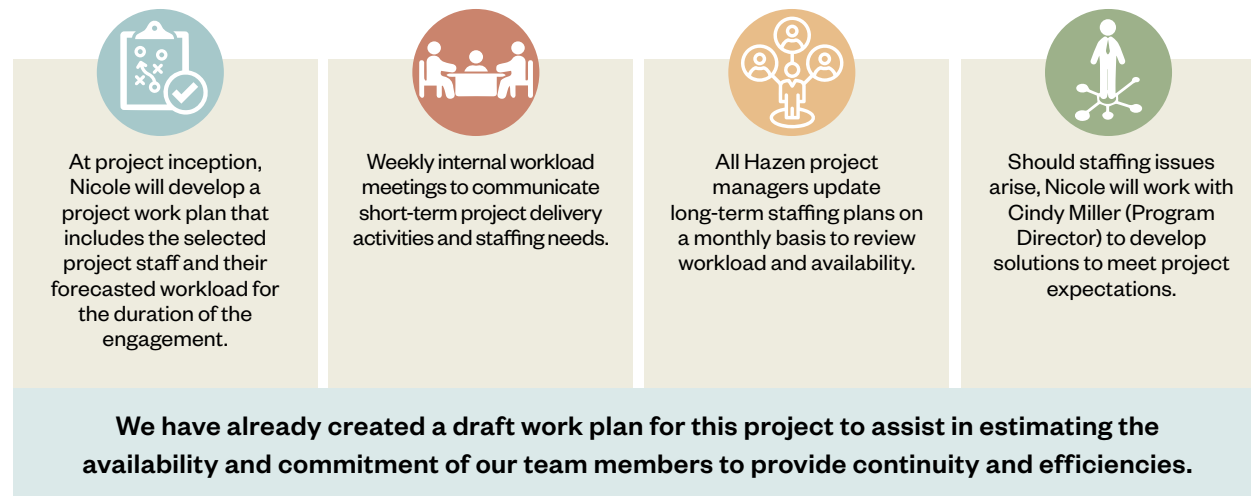 At project inception,
Nicole will develop a
project work plan that
includes the selected
project staff and their
forecasted workload for
the duration of the
engagement.
Weekly internal workload
meetings to communicate
short-term project delivery
activities and staffing needs.
All Hazen project
managers update
long-term staffing plans on
a monthly basis to review
workload and availability.
Should staffing issues
arise, Nicole will work with
Cindy Miller (Program
Director) to develop
solutions to meet project
expectations.
We have already created a draft work plan for this project to assist in estimating the
availability and commitment of our team members to provide continuity and efficiencies.